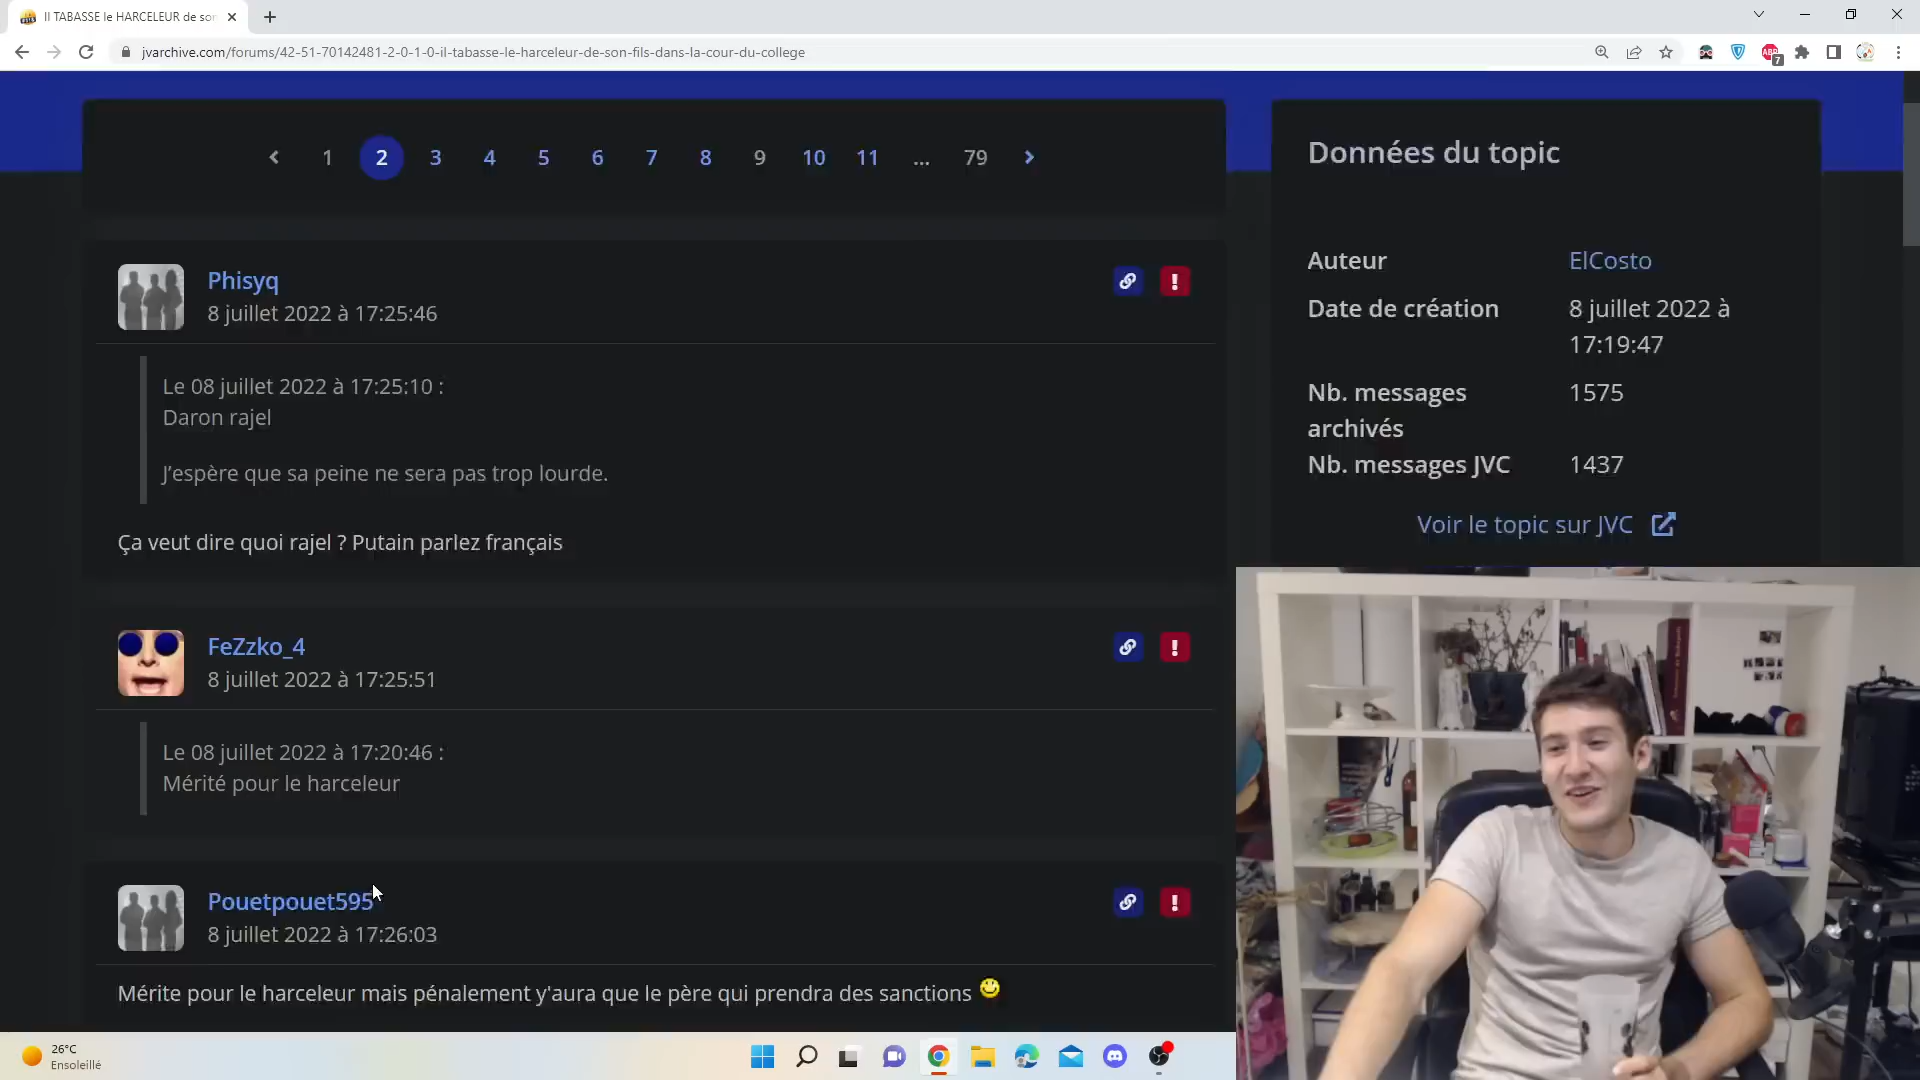 Il TABASSE le HARCELEUR de son
jvarchive.com/forums/42-51-70142481-2-0-1-0-il-tabasse-le-harceleur-de-son-fils-dans-la-cour-du-college
ABP
7
1 2 3 4 5 6 7 8 9 10 11 ... 79
Phisyq
8 juillet 2022 à 17:25:46
Le 08 juillet 2022 à 17:25:10 :
Daron rajel
J'espère que sa peine ne sera pas trop lourde.
Ça veut dire quoi rajel ? Putain parlez français
FeZzko_4
8 juillet 2022 à 17:25:51
Le 08 juillet 2022 à 17:20:46 :
Mérité pour le harceleur
Pouetpouet595
8 juillet 2022 à 17:26:03
Mérite pour le harceleur mais pénalement y'aura que le père qui prendra des sanctions
Données du topic
Auteur ElCosto
Date de création 8 juillet 2022 à
17:19:47
Nb. messages 1575
archivés
Nb. messages JVC 1437
Voir le topic sur JVC
26°C
Ensoleillé